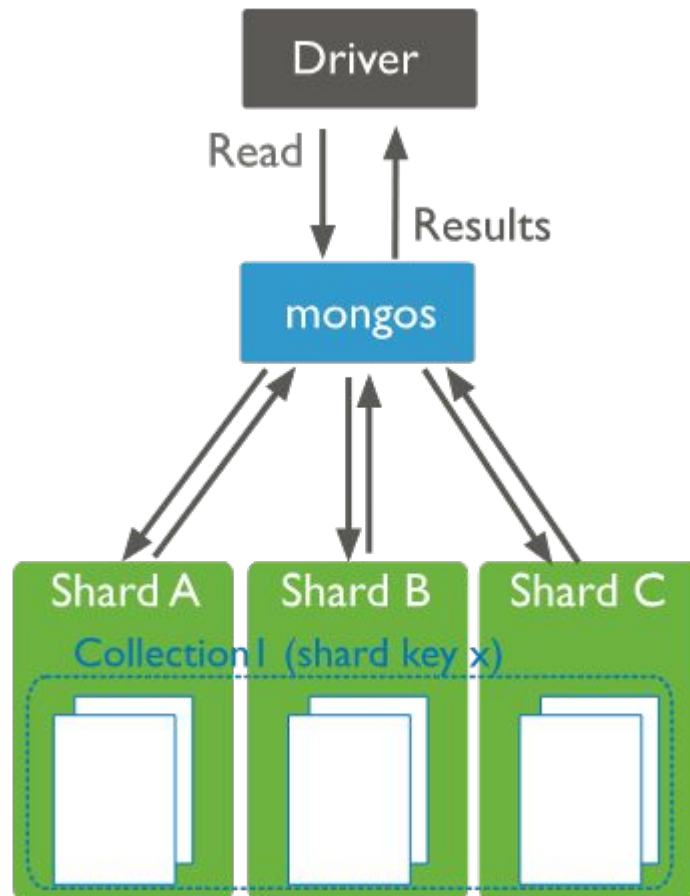 Driver
Read
Results
mongos
Shard A
Shard B
Shard C
Collection1 (shard key x)